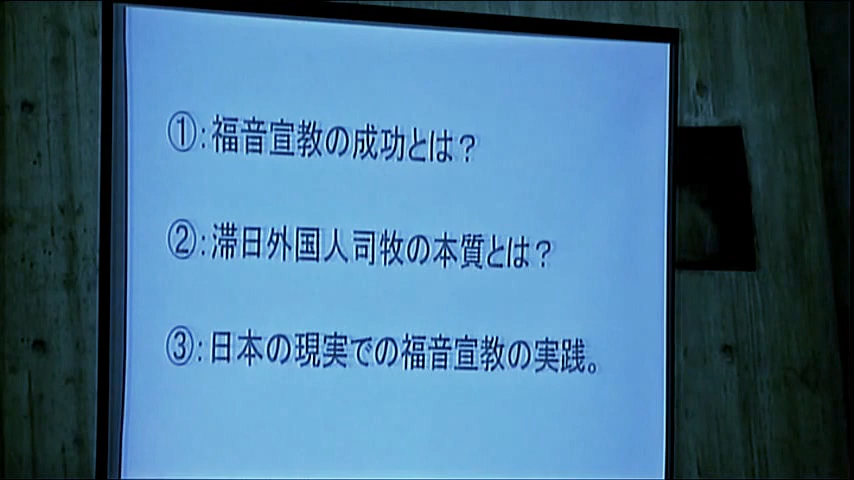 ①：福音宣教の成功とは？
②：滞日外国人司牧の本質とは？
③：日本の現実での福音宣教の実践。